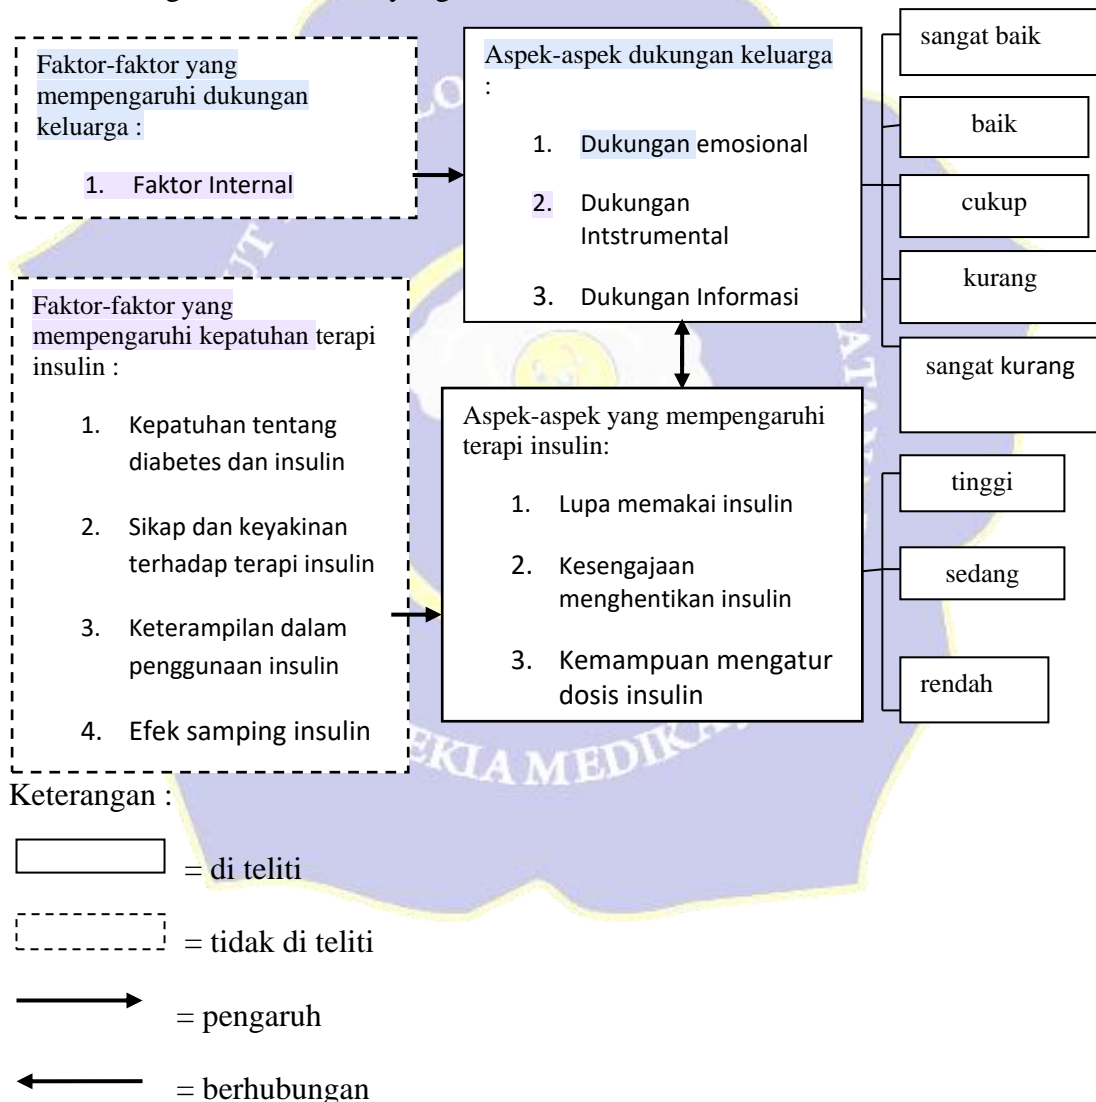 Faktor-faktor yang
mempengaruhi dukungan
keluarga :
1. Faktor Internal
Aspek-aspek dukungan keluarga
:
1. Dukungan emosional
2. Dukungan
Intstrumental
3. Dukungan Informasi
sangat baik
baik
cukup
kurang
sangat kurang
Faktor-faktor yang
mempengaruhi kepatuhan terapi
insulin :
1. Kepatuhan tentang
diabetes dan insulin
2. Sikap dan keyakinan
terhadap terapi insulin
3. Keterampilan dalam
penggunaan insulin
4. Efek samping insulin
Aspek-aspek yang mempengaruhi
terapi insulin:
1. Lupa memakai insulin
2. Kesengajaan
menghentikan insulin
3. Kemampuan mengatur
dosis insulin
tinggi
sedang
rendah
MEDIK
Keterangan :
= di teliti
= tidak di teliti
= pengaruh
= berhubungan